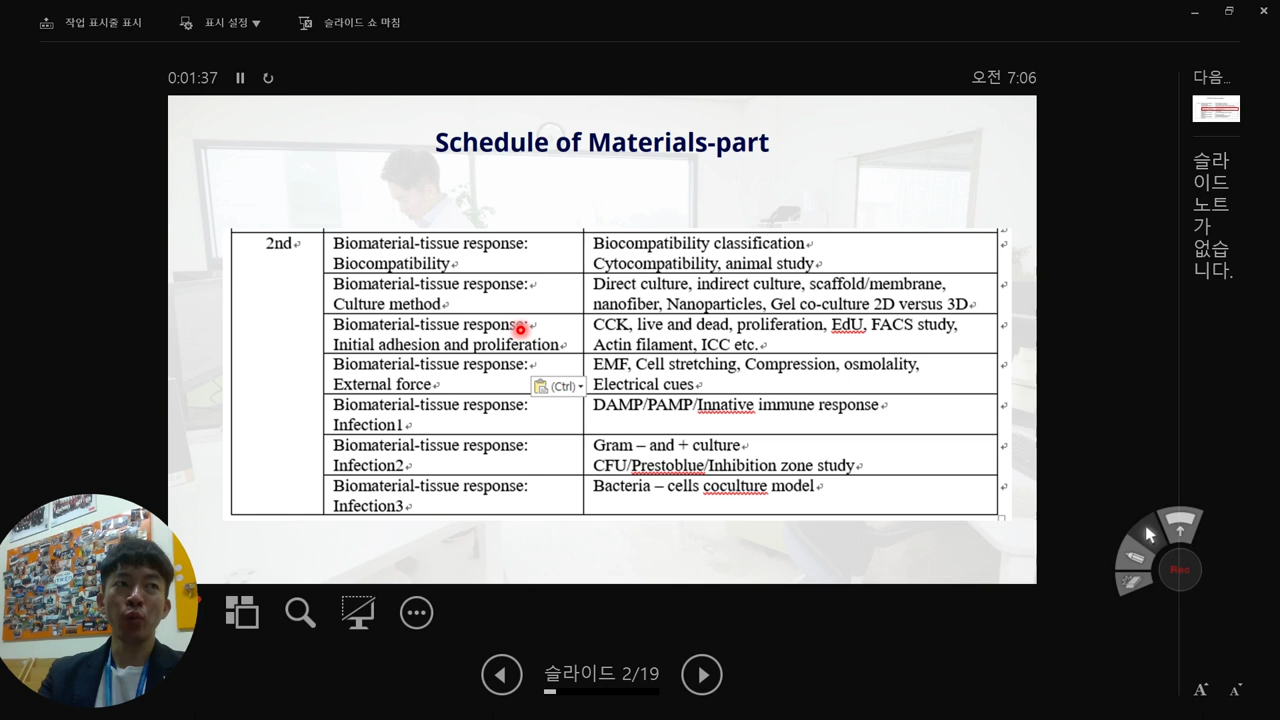 작업 표시줄 표시
표시 설정 ▼
슬라이드 쇼 마침
0:01:37
오전 7:06
다음...
Schedule of Materials-part
2nd
Biomaterial-tissue response:
Biocompatibility
Biocompatibility classification
Cytocompatibility, animal study
Biomaterial-tissue response:
Culture method
Direct culture, indirect culture, scaffold/membrane,
nanofiber, Nanoparticles, Gel co-culture 2D versus 3D
Biomaterial-tissue response:
Initial adhesion and proliferation
CCK, live and dead, proliferation, EdU, FACS study,
Actin filament, ICC etc.
Biomaterial-tissue response:
External force
EMF, Cell stretching, Compression, osmolality,
Electrical cues
(Ctrl)
Biomaterial-tissue response:
Infection1
DAMP/PAMP/Innative immune response
Biomaterial-tissue response:
Infection2
Gram – and + culture
CFU/Prestoblue/Inhibition zone study
Biomaterial-tissue response:
Infection3
Bacteria – cells coculture model
슬라
이드
노트
가
없습
니다.
Rec
슬라이드 2/19
A
A